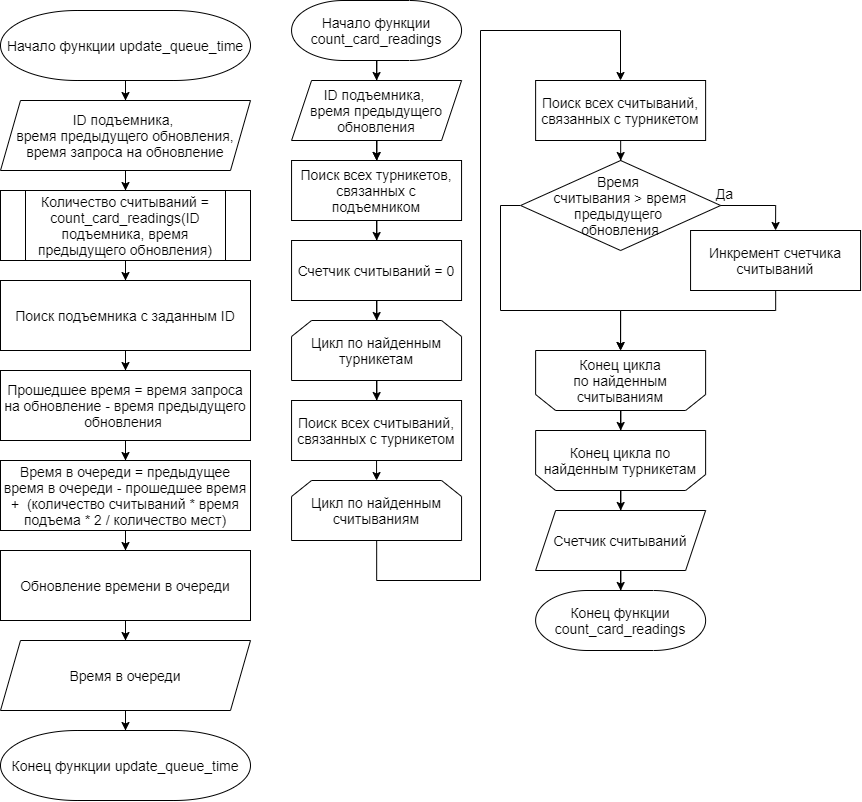 Начало функции update_queue_time
ID подъемника,
время предыдущего обновления,
время запроса на обновление
Количество считываний =
count_card_readings(ID
подъемника, время
предыдущего обновления)
Поиск подъемника с заданным ID
Прошедшее время = время запроса
на обновление - время предыдущего
обновления
Время в очереди = предыдущее
время в очереди - прошедшее время
+ (количество считываний * время
подъема * 2 / количество мест)
Обновление времени в очереди
Время в очереди
Конец функции update_queue_time
Начало функции
count_card_readings
ID подъемника,
время предыдущего
обновления
Поиск всех турникетов,
связанных с
подъемником
Счетчик считываний = 0
Цикл по найденным
турникетам
Поиск всех считываний,
связанных с турникетом
Цикл по найденным
считываниям
Поиск всех считываний,
связанных с турникетом
Время
считывания > время
предыдущего
обновления
Да
Инкремент счетчика
считываний
Конец цикла
по найденным
считываниям
Конец цикла по
найденным турникетам
Счетчик считываний
Конец функции
count_card_readings